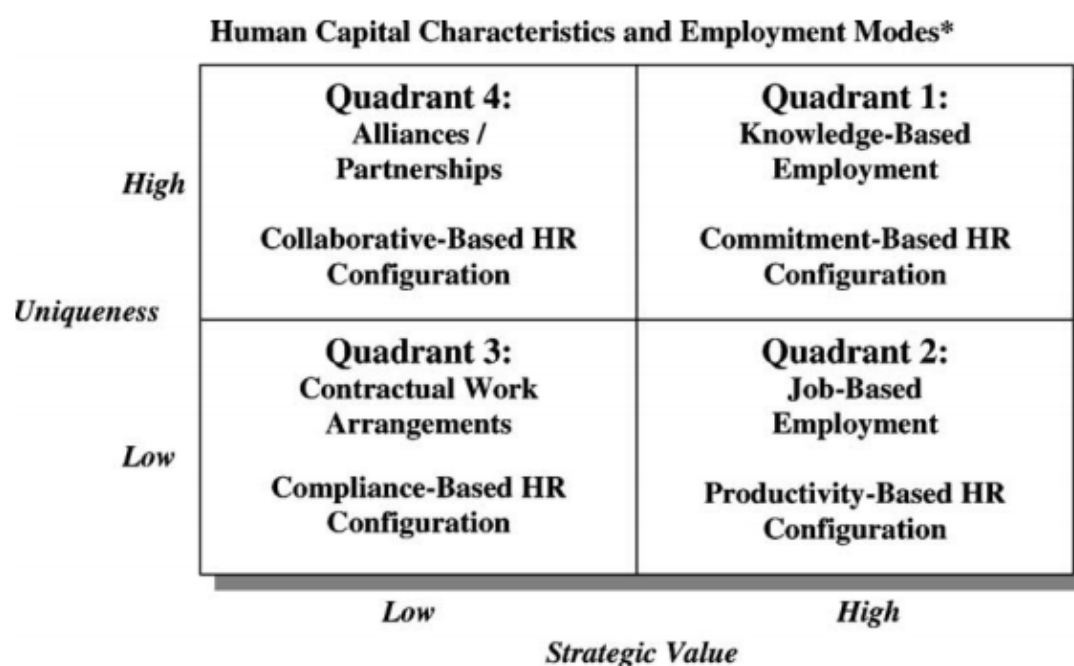 Human Capital Characteristics and Employment Modes*
Quadrant 4:
Alliances /
Partnerships
Collaborative-Based HR
Configuration
Quadrant 1:
Knowledge-Based
Employment
Commitment-Based HR
Configuration
High
Uniqueness
Quadrant 3:
Contractual Work
Arrangements
Compliance-Based HR
Configuration
Quadrant 2:
Job-Based
Employment
Productivity-Based HR
Configuration
Low
Low
High
Strategic Value